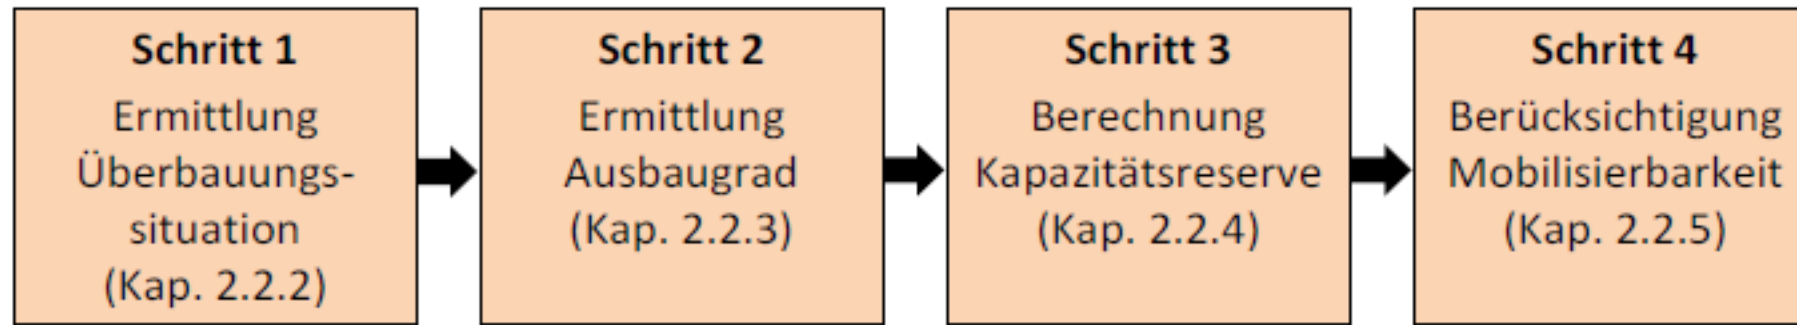 Schritt 1
Ermittlung
Überbauungs-
situation
(Kap. 2.2.2)
Schritt 2
Ermittlung
Ausbaugrad
(Kap. 2.2.3)
Schritt 3
Berechnung
Kapazitätsreserve
(Kap. 2.2.4)
Schritt 4
Berücksichtigung
Mobilisierbarkeit
(Kap. 2.2.5)